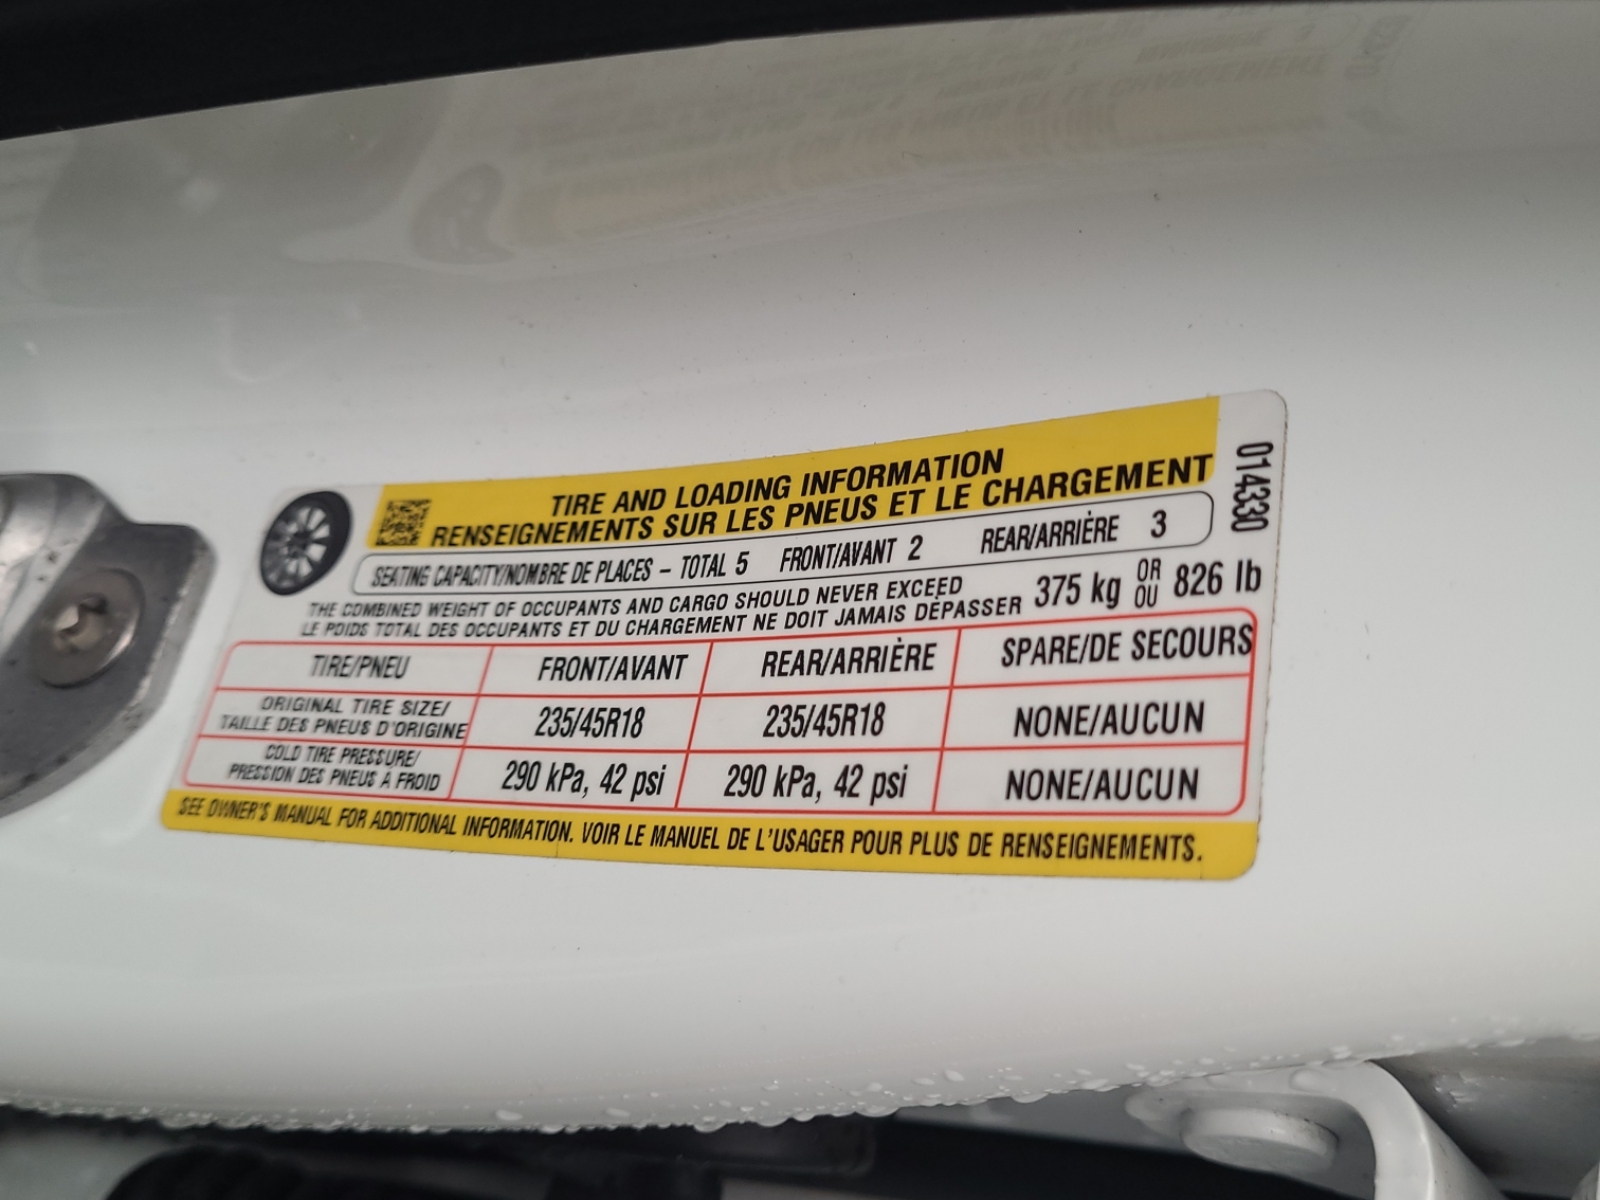 TIRE AND LOADING INFORMATION
RENSEIGNEMENTS SUR LES PNEUS ET LE CHARGEMENT
014330
SEATING CAPACITY/NOMBRE DE PLACES – TOTAL 5 FRONT/AVANT 2 REAR/ARRIÈRE 3
THE COMBINED WEIGHT OF OCCUPANTS AND CARGO SHOULD NEVER EXCEED
LE POIDS TOTAL DES OCCUPANTS ET DU CHARGEMENT NE DOIT JAMAIS DÉPASSER
375 kg OR OU 826 lb
TIRE/PNEU FRONT/AVANT REAR/ARRIÈRE SPARE/DE SECOURS
ORIGINAL TIRE SIZE/
TAILLE DES PNEUS D'ORIGINE
235/45R18 235/45R18 NONE/AUCUN
COLD TIRE PRESSURE/
PRESSION DES PNEUS À FROID
290 kPa, 42 psi 290 kPa, 42 psi NONE/AUCUN
SEE OWNER'S MANUAL FOR ADDITIONAL INFORMATION. VOIR LE MANUEL DE L'USAGER POUR PLUS DE RENSEIGNEMENTS.